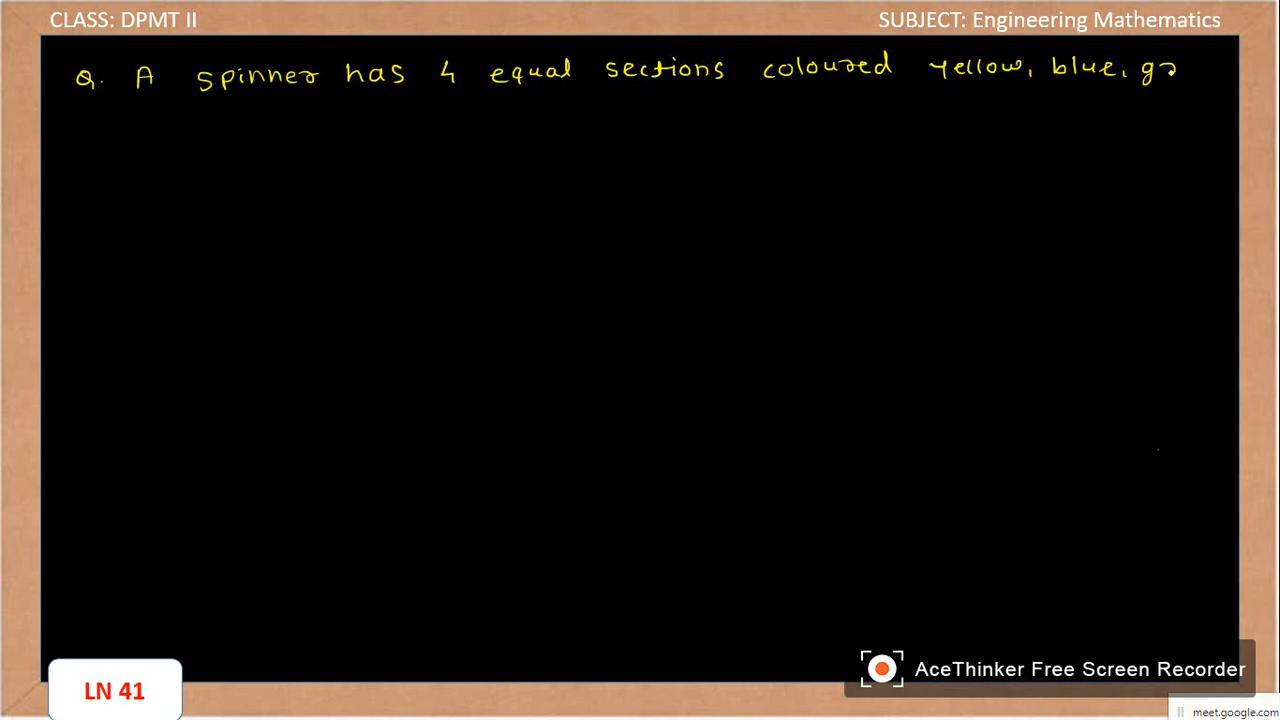 CLASS: DPMT II
SUBJECT: Engineering Mathematics
Q. A spinner has 4 equal sections coloured yellow, blue, gr
LN 41
AceThinker Free Screen Recorder
|| meet.google.com